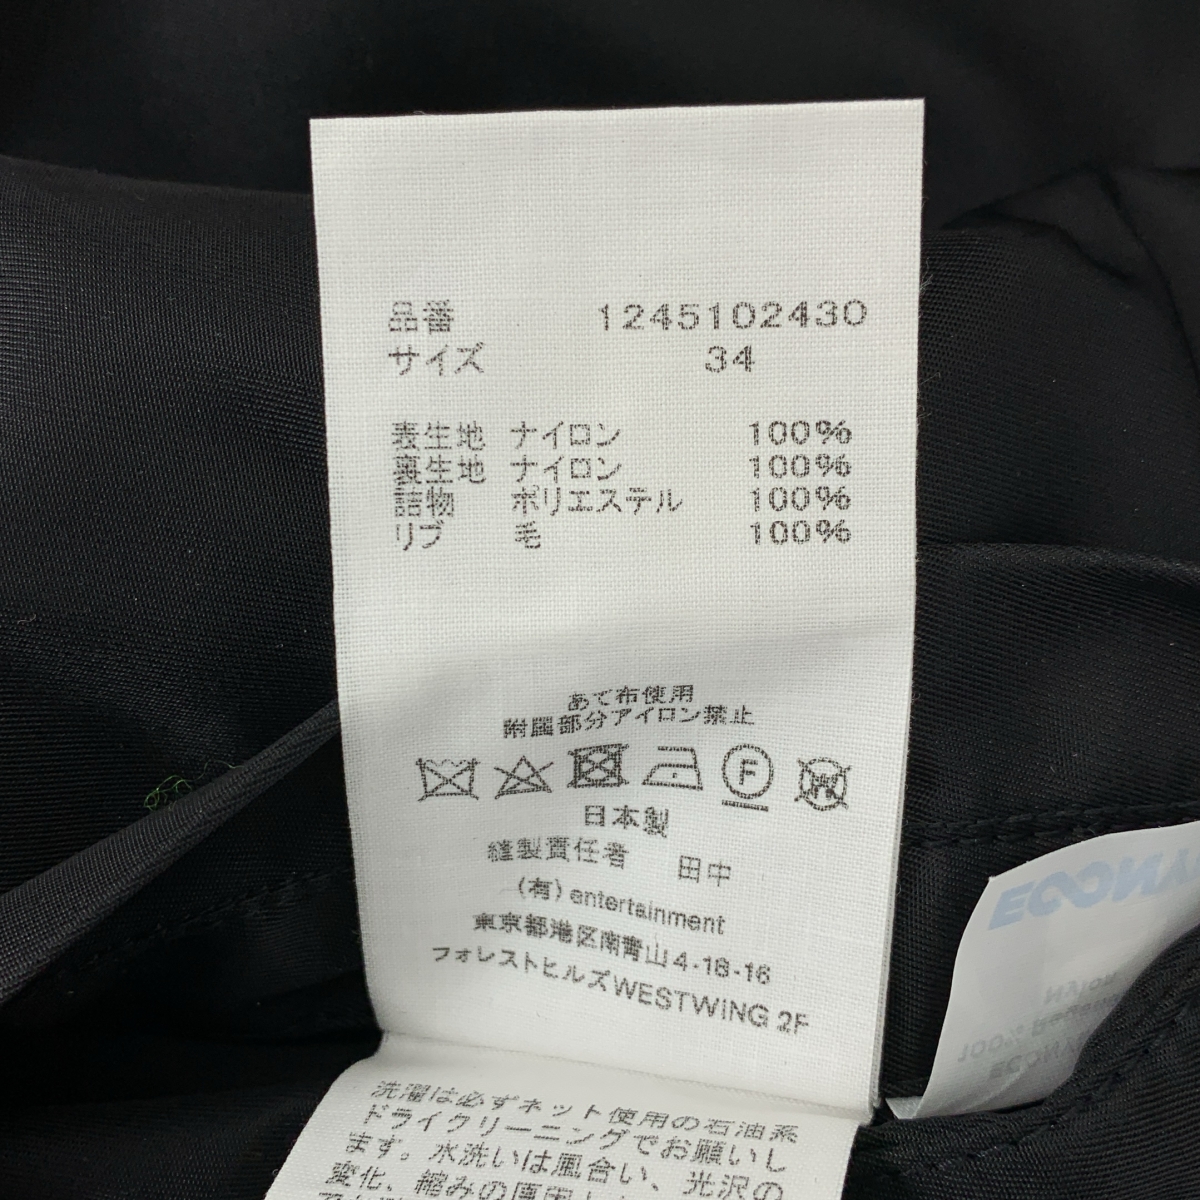 品番 1245102430
サイズ 34
表生地 ナイロン 100%
裏生地 ナイロン 100%
詰物 ポリエステル 100%
リブ 毛 100%
あて布使用
附属部分アイロン禁止
F
W
日本製
縫製責任者 田中
(有) entertainment
東京都港区南青山4-18-16
フォレストヒルズWESTWING 2F
洗濯は必ずネット使用の石油系
ドライクリーニングでお願いし
ます。水洗いは風合い、光沢の
変化、縮みの原因
ECONY
Nylon
100%
ECONY